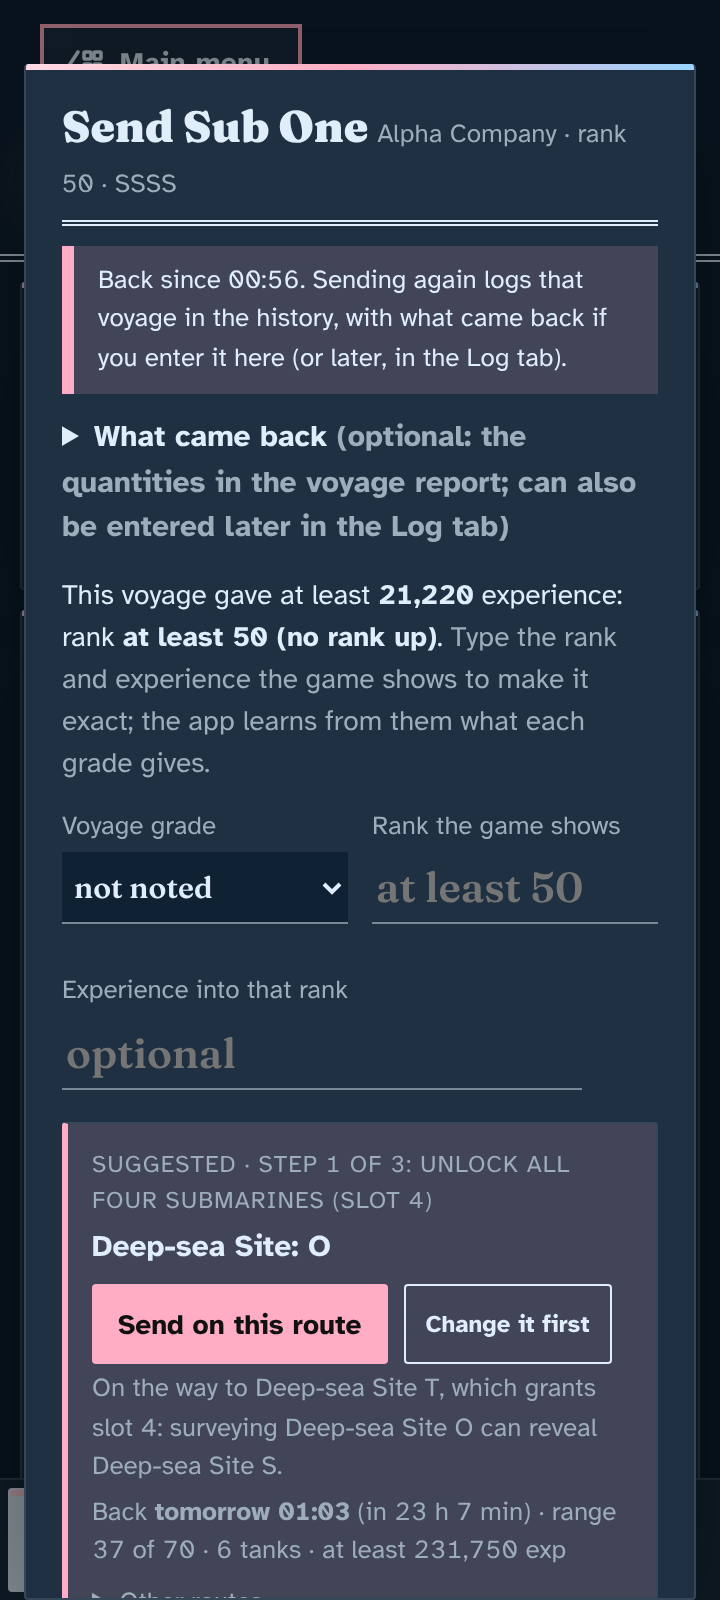 Main menu
Send Sub One Alpha Company · rank
50 · SSSS
Back since 00:56. Sending again logs that
voyage in the history, with what came back if
you enter it here (or later, in the Log tab).
▶ What came back (optional: the
quantities in the voyage report; can also
be entered later in the Log tab)
This voyage gave at least 21,220 experience:
rank at least 50 (no rank up). Type the rank
and experience the game shows to make it
exact; the app learns from them what each
grade gives.
Voyage grade
Rank the game shows
not noted
at least 50
Experience into that rank
optional
SUGGESTED · STEP 1 OF 3: UNLOCK ALL
FOUR SUBMARINES (SLOT 4)
Deep-sea Site: O
Send on this route
Change it first
On the way to Deep-sea Site T, which grants
slot 4: surveying Deep-sea Site O can reveal
Deep-sea Site S.
Back tomorrow 01:03 (in 23 h 7 min) · range
37 of 70 · 6 tanks · at least 231,750 exp
▶ Other routes